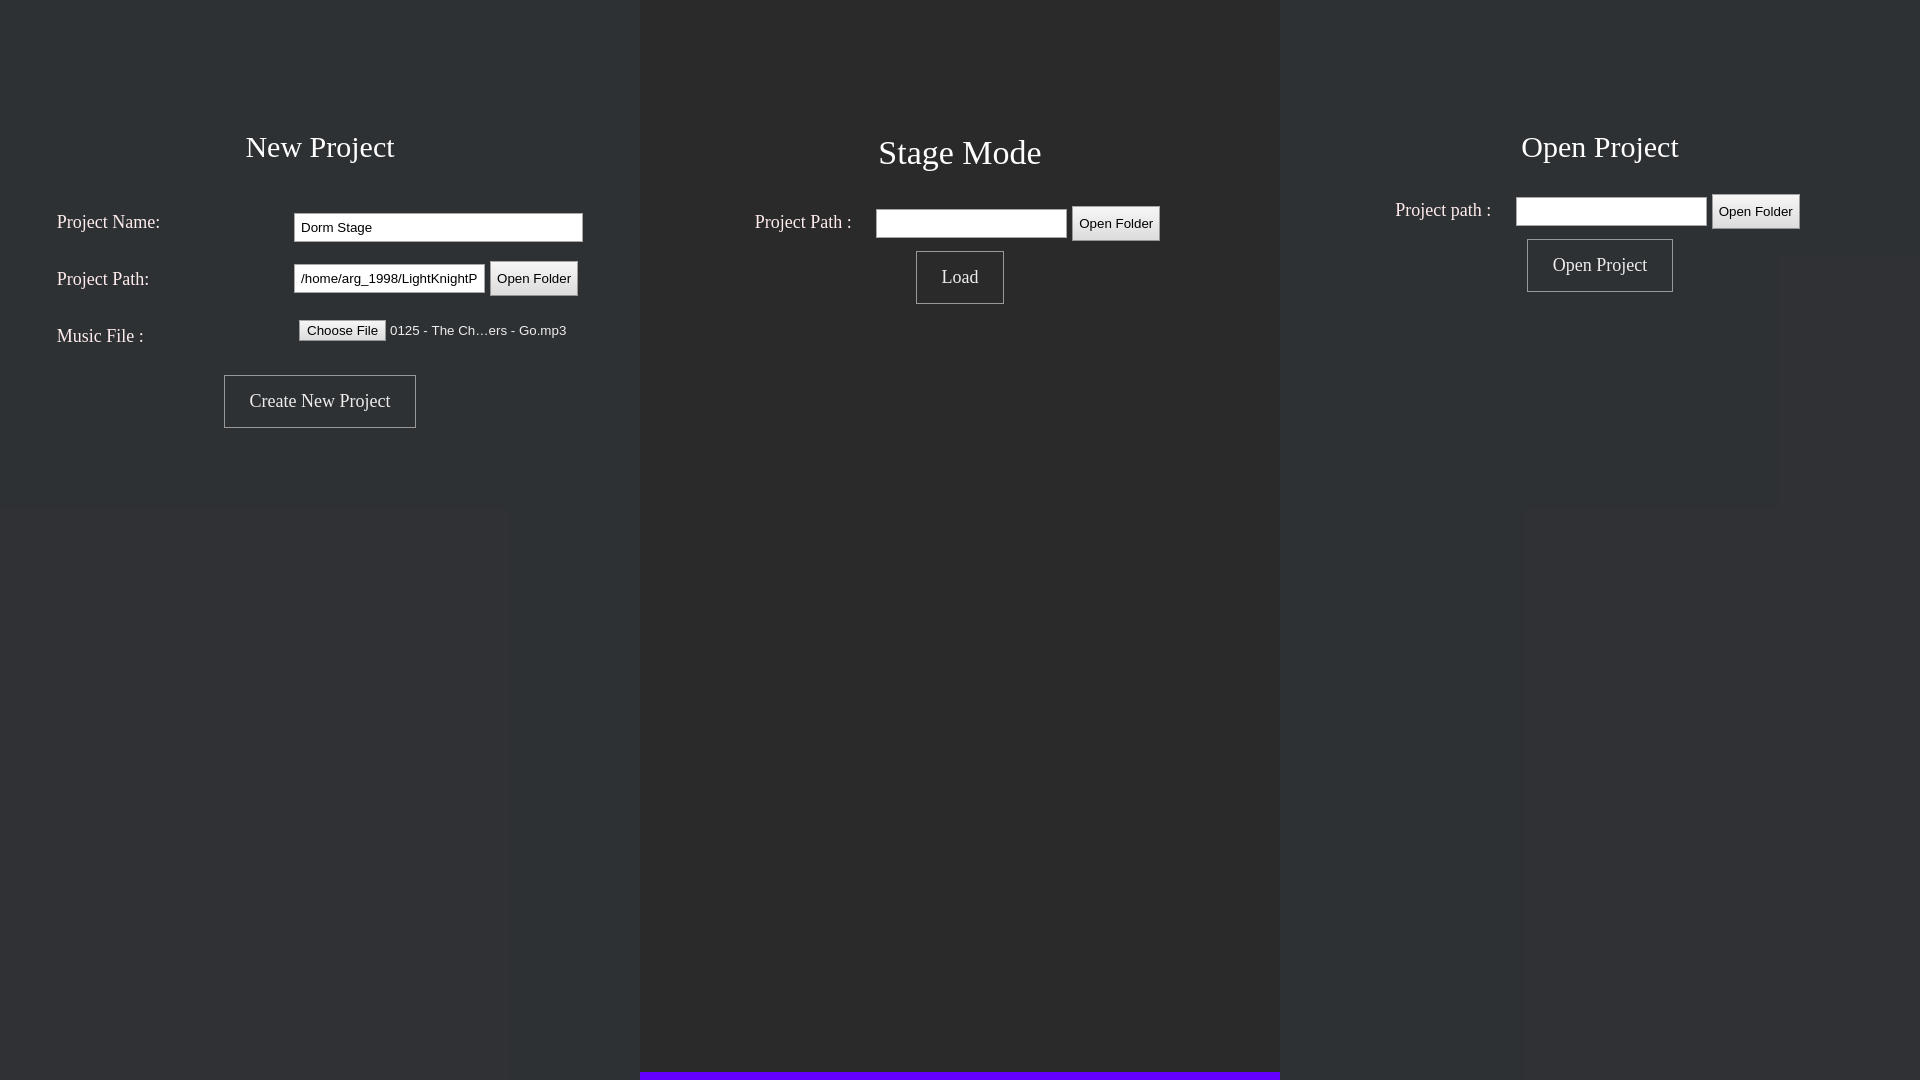 New Project
Project Name:
Dorm Stage
Project Path:
/home/arg_1998/LightKnightP
Open Folder
Music File :
Choose File
0125 - The Ch…ers - Go.mp3
Create New Project
Stage Mode
Project Path :
Open Folder
Load
Open Project
Project path :
Open Folder
Open Project